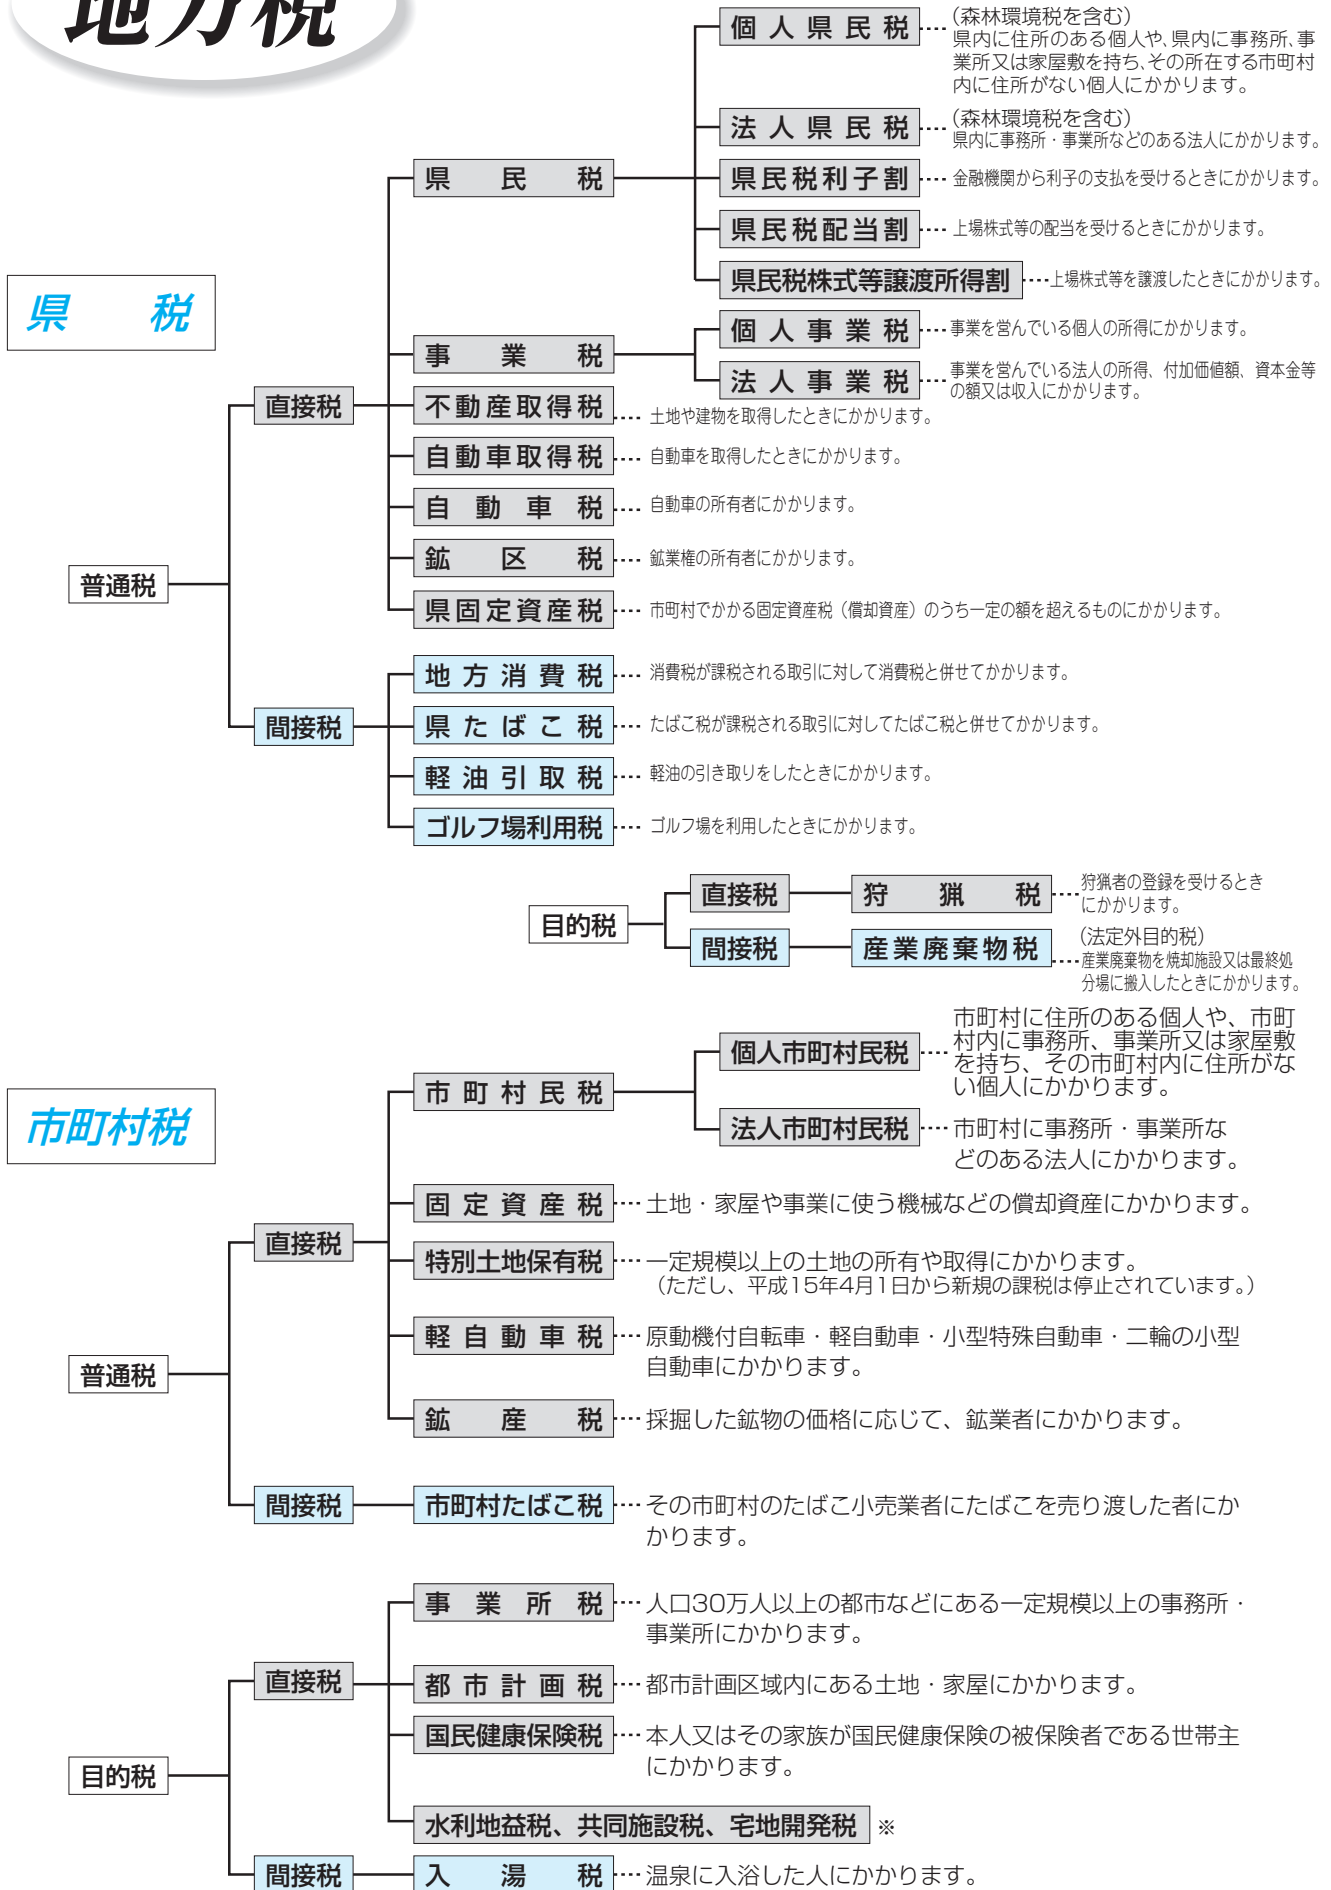 地方税
県税
普通税
直接税
県民税
個人県民税
(森林環境税を含む)
県内に住所のある個人や、県内に事務所、事
業所又は家屋敷を持ち、その所在する市町村
内に住所がない個人にかかります。
法人県民税
(森林環境税を含む)
県内に事務所・事業所などのある法人にかかります。
県民税利子割
金融機関から利子の支払を受けるときにかかります。
県民税配当割
上場株式等の配当を受けるときにかかります。
県民税株式等譲渡所得割
上場株式等を譲渡したときにかかります。
事業税
個人事業税
事業を営んでいる個人の所得にかかります。
法人事業税
事業を営んでいる法人の所得、付加価値額、資本金等
の額又は収入にかかります。
不動産取得税
土地や建物を取得したときにかかります。
自動車取得税
自動車を取得したときにかかります。
自動車税
自動車の所有者にかかります。
鉱区税
鉱業権の所有者にかかります。
県固定資産税
市町村でかかる固定資産税(償却資産)のうち一定の額を超えるものにかかります。
間接税
地方消費税
消費税が課税される取引に対して消費税と併せてかかります。
県たばこ税
たばこ税が課税される取引に対してたばこ税と併せてかかります。
軽油引取税
軽油の引き取りをしたときにかかります。
ゴルフ場利用税
ゴルフ場を利用したときにかかります。
目的税
直接税
狩猟税
狩猟者の登録を受けるとき
にかかります。
間接税
産業廃棄物税
(法定外目的税)
産業廃棄物を焼却施設又は最終処
分場に搬入したときにかかります。
市町村税
普通税
直接税
市町村民税
個人市町村民税
市町村に住所のある個人や、市町
村内に事務所、事業所又は家屋敷
を持ち、その市町村内に住所がな
い個人にかかります。
法人市町村民税
市町村に事務所・事業所な
どのある法人にかかります。
固定資産税
土地・家屋や事業に使う機械などの償却資産にかかります。
特別土地保有税
一定規模以上の土地の所有や取得にかかります。
(ただし、平成15年4月1日から新規の課税は停止されています。)
軽自動車税
原動機付自転車・軽自動車・小型特殊自動車・二輪の小型
自動車にかかります。
鉱産税
採掘した鉱物の価格に応じて、鉱業者にかかります。
間接税
市町村たばこ税
その市町村のたばこ小売業者にたばこを売り渡した者にか
かります。
目的税
直接税
事業所税
人口30万人以上の都市などにある一定規模以上の事務所・
事業所にかかります。
都市計画税
都市計画区域内にある土地・家屋にかかります。
国民健康保険税
本人又はその家族が国民健康保険の被保険者である世帯主
にかかります。
水利地益税、共同施設税、宅地開発税 ※
間接税
入湯税
温泉に入浴した人にかかります。